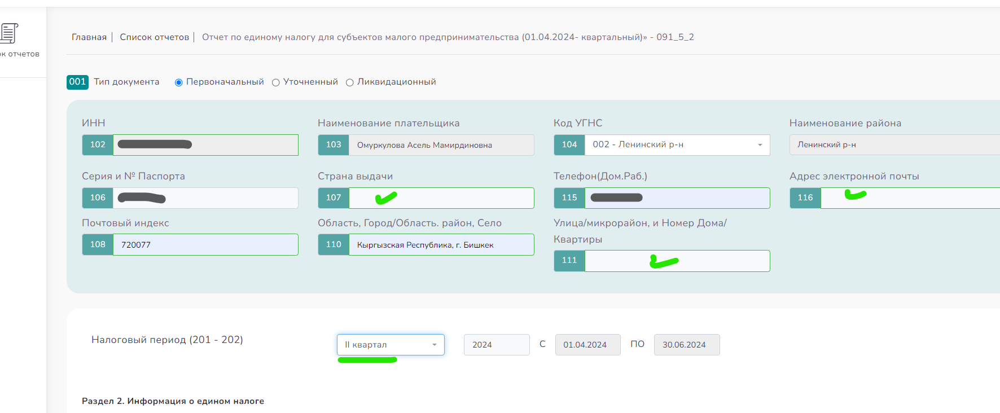 ок отчетов
Главная | Список отчетов | Отчет по единому налогу для субъектов малого предпринимательства (01.04.2024- квартальный)» - 091_5_2
001 Тип документа Первоначальный Уточненный Ликвидационный
ИНН Наименование плательщика Код УГНС Наименование района
102 103 Омуркулова Асель Мамирдиновна 104 002 - Ленинский р-н Ленинский р-н
Серия и № Паспорта Страна выдачи Телефон(Дом.Раб.) Адрес электронной почты
106 107 115 116
Почтовый индекс Область, Город/Область. район, Село Улица/микрорайон, и Номер Дома/
Квартиры
108 720077 110 Кыргызская Республика, г. Бишкек 111
Налоговый период (201 - 202) II квартал 2024 С 01.04.2024 ПО 30.06.2024
Раздел 2. Информация о едином налоге